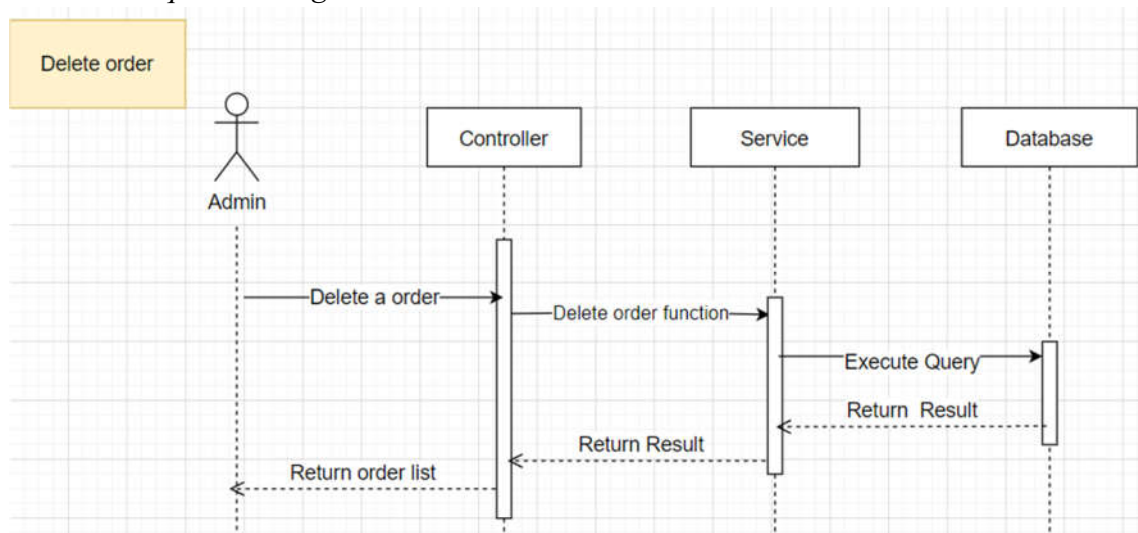 Delete order
Controller
Service
Database
Admin
Delete a order
Delete order function
Execute Query
Return Result
Return Result
Return order list